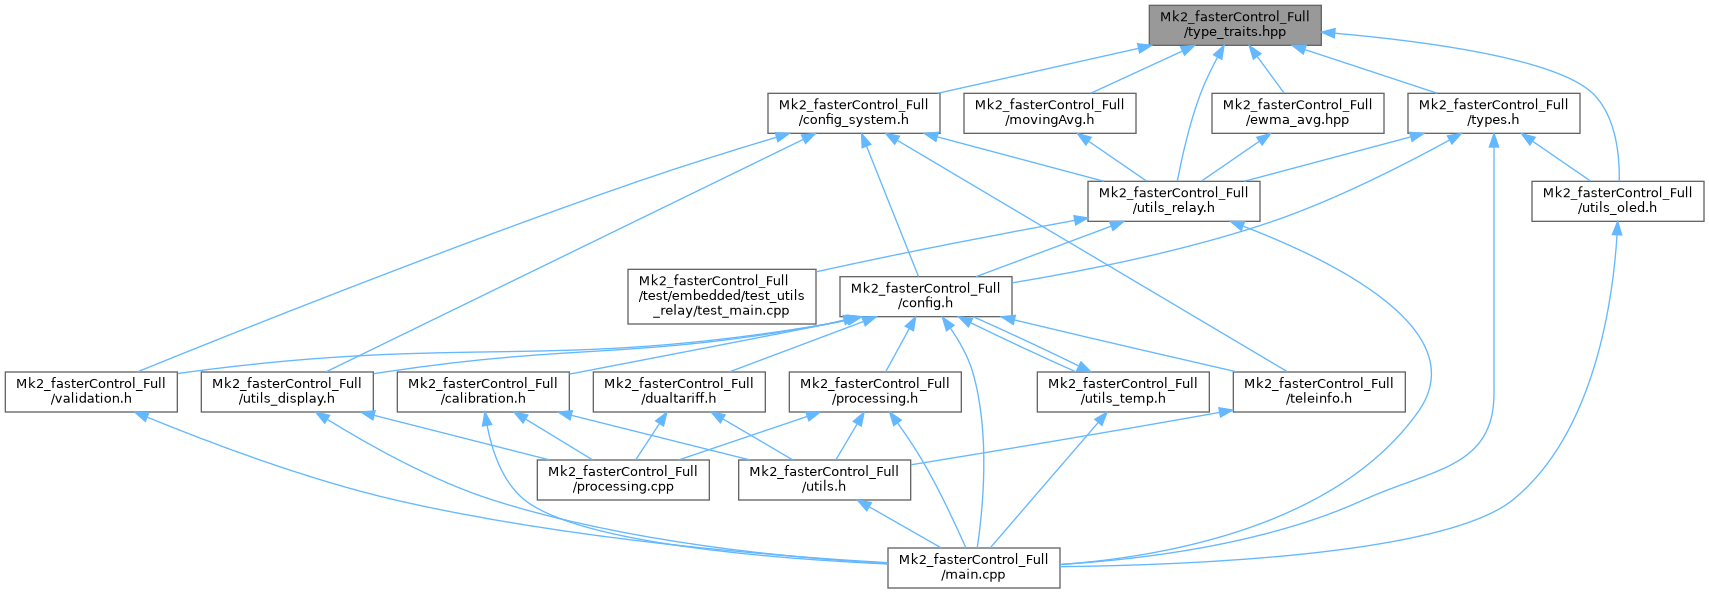 Mk2_fasterControl_Full
/type_traits.hpp
Mk2_fasterControl_Full
/config_system.h
Mk2_fasterControl_Full
/movingAvg.h
Mk2_fasterControl_Full
/ewma_avg.hpp
Mk2_fasterControl_Full
/types.h
Mk2_fasterControl_Full
/utils_relay.h
Mk2_fasterControl_Full
/utils_oled.h
Mk2_fasterControl_Full
/test/embedded/test_utils
_relay/test_main.cpp
Mk2_fasterControl_Full
/config.h
Mk2_fasterControl_Full
/validation.h
Mk2_fasterControl_Full
/utils_display.h
Mk2_fasterControl_Full
/calibration.h
Mk2_fasterControl_Full
/dualtariff.h
Mk2_fasterControl_Full
/processing.h
Mk2_fasterControl_Full
/utils_temp.h
Mk2_fasterControl_Full
/teleinfo.h
Mk2_fasterControl_Full
/processing.cpp
Mk2_fasterControl_Full
/utils.h
Mk2_fasterControl_Full
/main.cpp